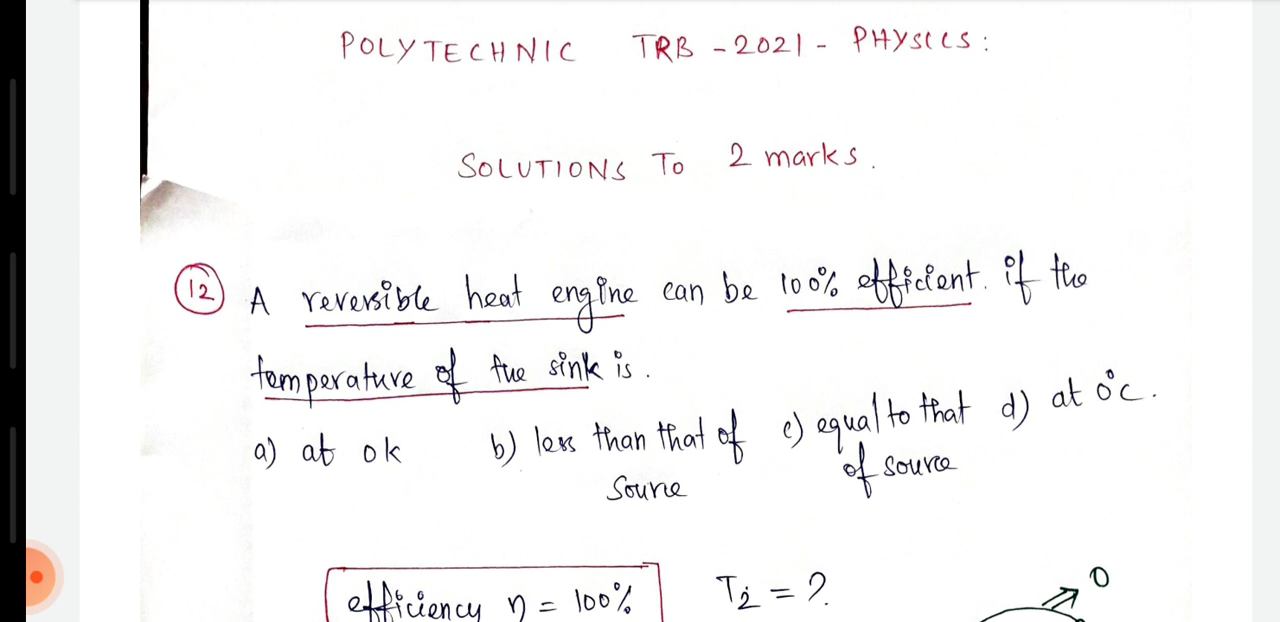 POLYTECHNIC TRB - 2021 - PHYSICS:
SOLUTIONS TO 2 marks.
12 A reversible heat engine can be 100% efficient. if the
temperature of the sink is.
a) at 0k b) less than that of source c) equal to that of source d) at 0°c.
efficiency η = 100% T₂ = ?